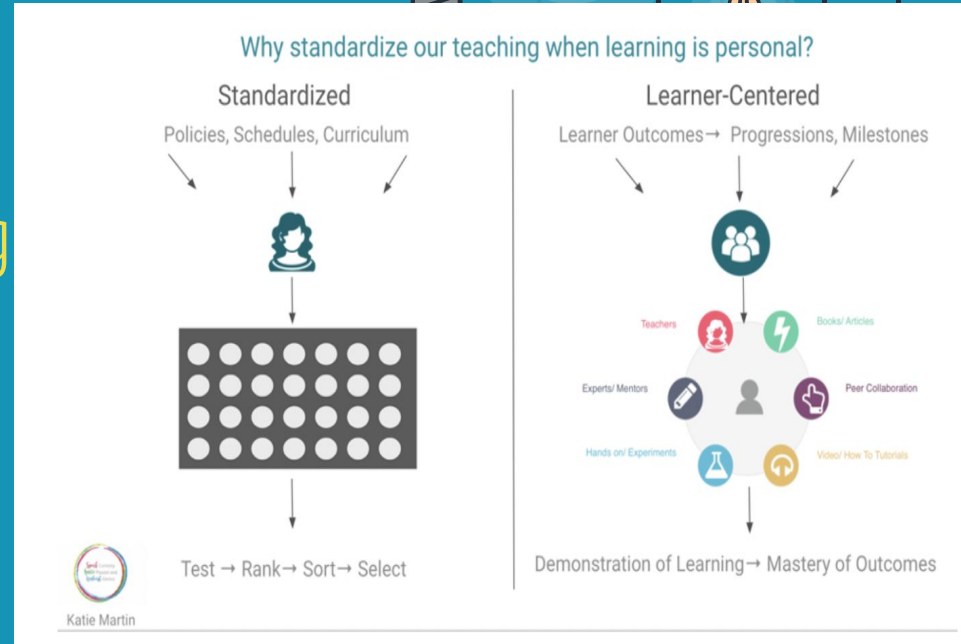 Why standardize our teaching when learning is personal?
Standardized
Policies, Schedules, Curriculum
Test → Rank→ Sort→ Select
Learner-Centered
Learner Outcomes→ Progressions, Milestones
Teachers
Books/ Articles
Experts/ Mentors
Peer Collaboration
Hands on/ Experiments
Video/ How To Tutorials
Demonstration of Learning→ Mastery of Outcomes
Katie Martin